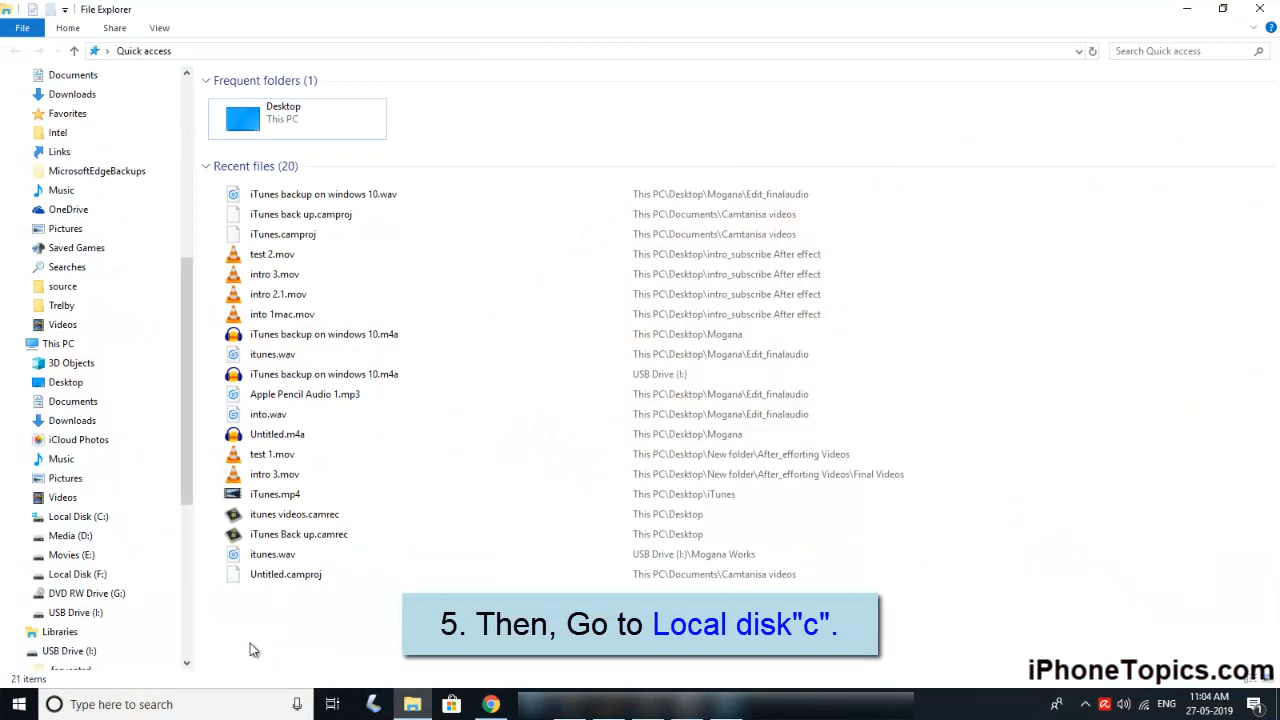 File Explorer
File Home Share View
Quick access
Search Quick access
Documents
Downloads
Favorites
Intel
Links
MicrosoftEdgeBackups
Music
OneDrive
Pictures
Saved Games
Searches
source
Trelby
Videos
This PC
3D Objects
Desktop
Documents
Downloads
iCloud Photos
Music
Pictures
Videos
Local Disk (C:)
Media (D:)
Movies (E:)
Local Disk (F:)
DVD RW Drive (G:)
USB Drive (I:)
Libraries
USB Drive (I:)
Frequent folders (1)
Desktop
This PC
Recent files (20)
iTunes backup on windows 10.wav This PC\Desktop\Mogana\Edit_finalaudio
iTunes back up.camproj This PC\Documents\Camtanisa videos
iTunes.camproj This PC\Documents\Camtanisa videos
test 2.mov This PC\Desktop\intro_subscribe After effect
intro 3.mov This PC\Desktop\intro_subscribe After effect
intro 2.1.mov This PC\Desktop\intro_subscribe After effect
into 1mac.mov This PC\Desktop\intro_subscribe After effect
iTunes backup on windows 10.m4a This PC\Desktop\Mogana
itunes.wav This PC\Desktop\Mogana\Edit_finalaudio
iTunes backup on windows 10.m4a USB Drive (I:)
Apple Pencil Audio 1.mp3 This PC\Desktop\Mogana\Edit_finalaudio
into.wav This PC\Desktop\Mogana\Edit_finalaudio
Untitled.m4a This PC\Desktop\Mogana
test 1.mov This PC\Desktop\New folder\After_efforting Videos
intro 3.mov This PC\Desktop\New folder\After_efforting Videos\Final Videos
iTunes.mp4 This PC\Desktop\iTunes
itunes videos.camrec This PC\Desktop
iTunes Back up.camrec This PC\Desktop
itunes.wav USB Drive (I:)\Mogana Works
Untitled.camproj This PC\Documents\Camtanisa videos
5. Then, Go to Local disk"c".
iPhoneTopics.com
21 items
Type here to search
ENG
11:04 AM
27-05-2019